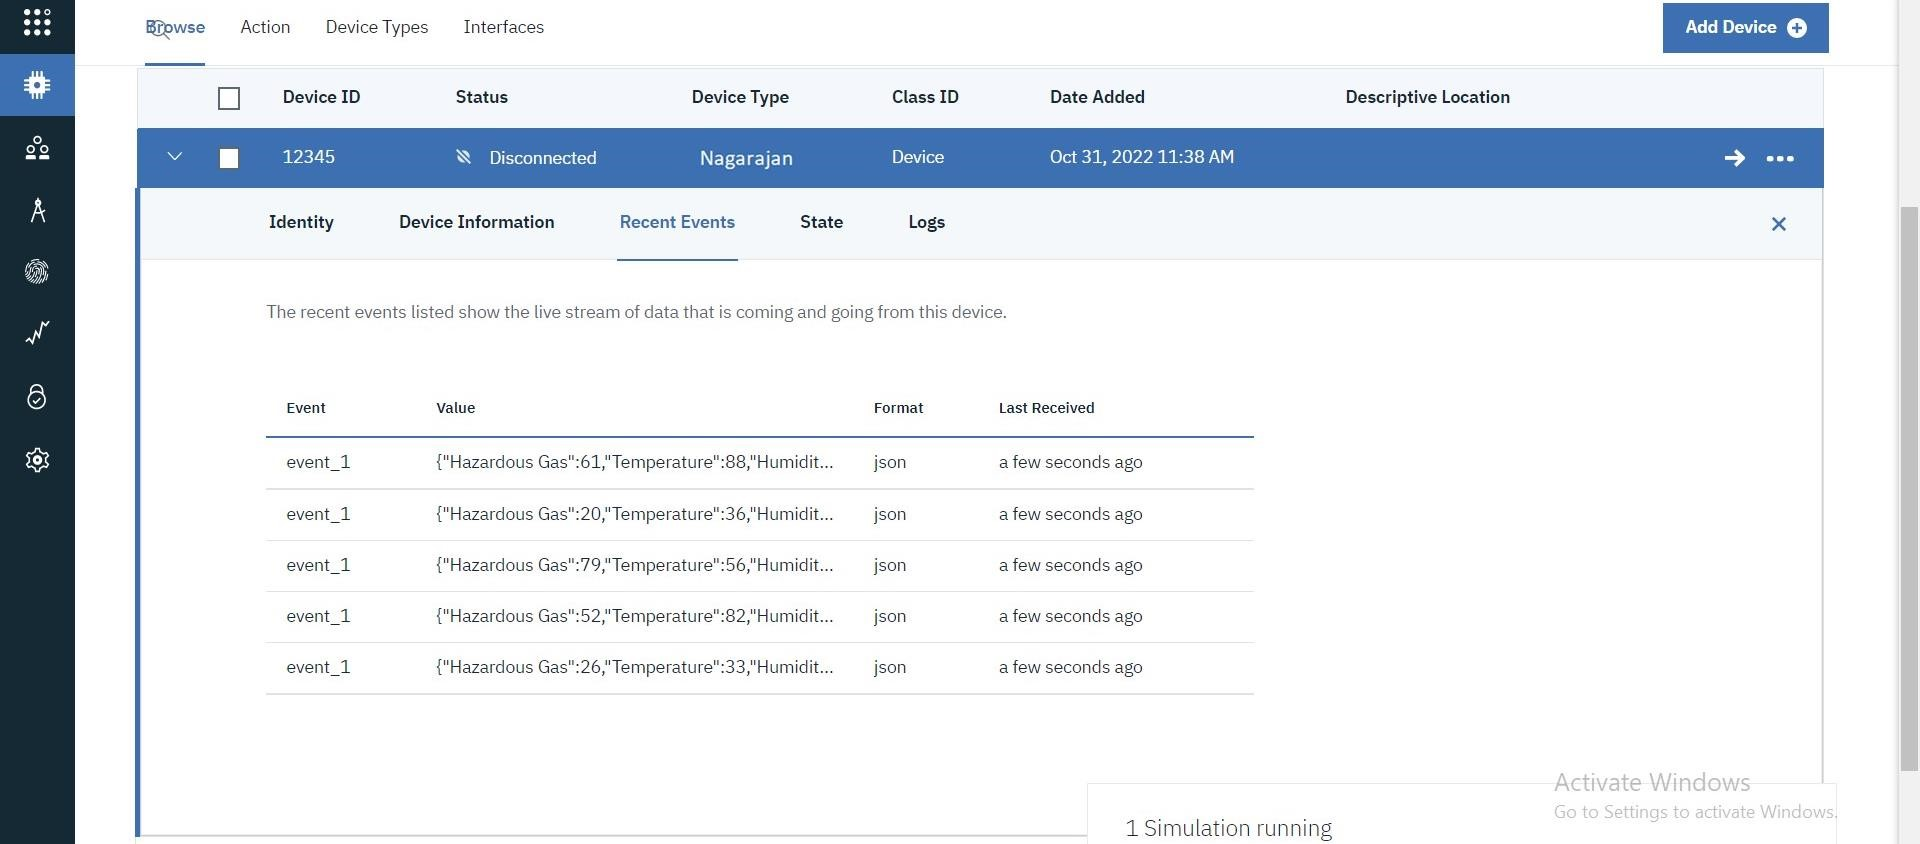 Browse Action Device Types Interfaces Add Device
Device ID Status Device Type Class ID Date Added Descriptive Location
12345 Disconnected Nagarajan Device Oct 31, 2022 11:38 AM
Identity Device Information Recent Events State Logs
The recent events listed show the live stream of data that is coming and going from this device.
Event Value Format Last Received
event_1 {"Hazardous Gas":61,"Temperature":88,"Humidit... json a few seconds ago
event_1 {"Hazardous Gas":20,"Temperature":36,"Humidit... json a few seconds ago
event_1 {"Hazardous Gas":79,"Temperature":56,"Humidit... json a few seconds ago
event_1 {"Hazardous Gas":52,"Temperature":82,"Humidit... json a few seconds ago
event_1 {"Hazardous Gas":26,"Temperature":33,"Humidit... json a few seconds ago
Activate Windows
Go to Settings to activate Windows.
1 Simulation running